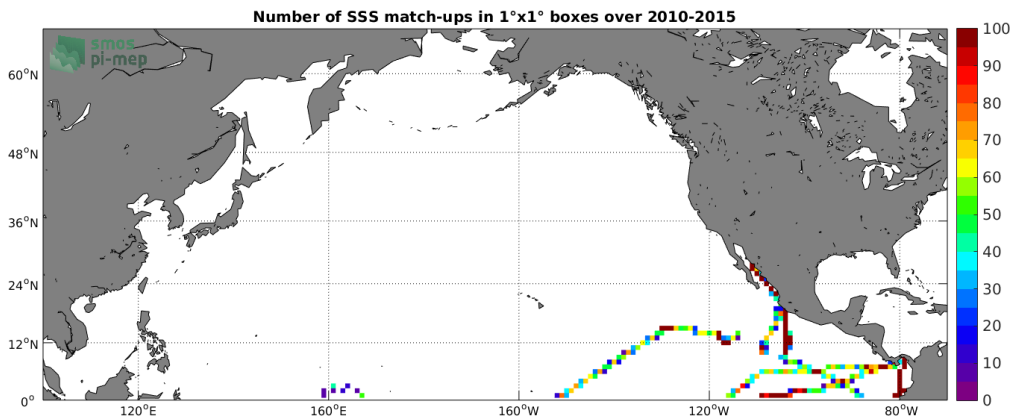 Number of SSS match-ups in 1°x1° boxes over 2010-2015
smos
pi-mep
60°N
48°N
36°N
24°N
12°N
0°
120°E
160°E
160°W
120°W
80°W
100
90
80
70
60
50
40
30
20
10
0